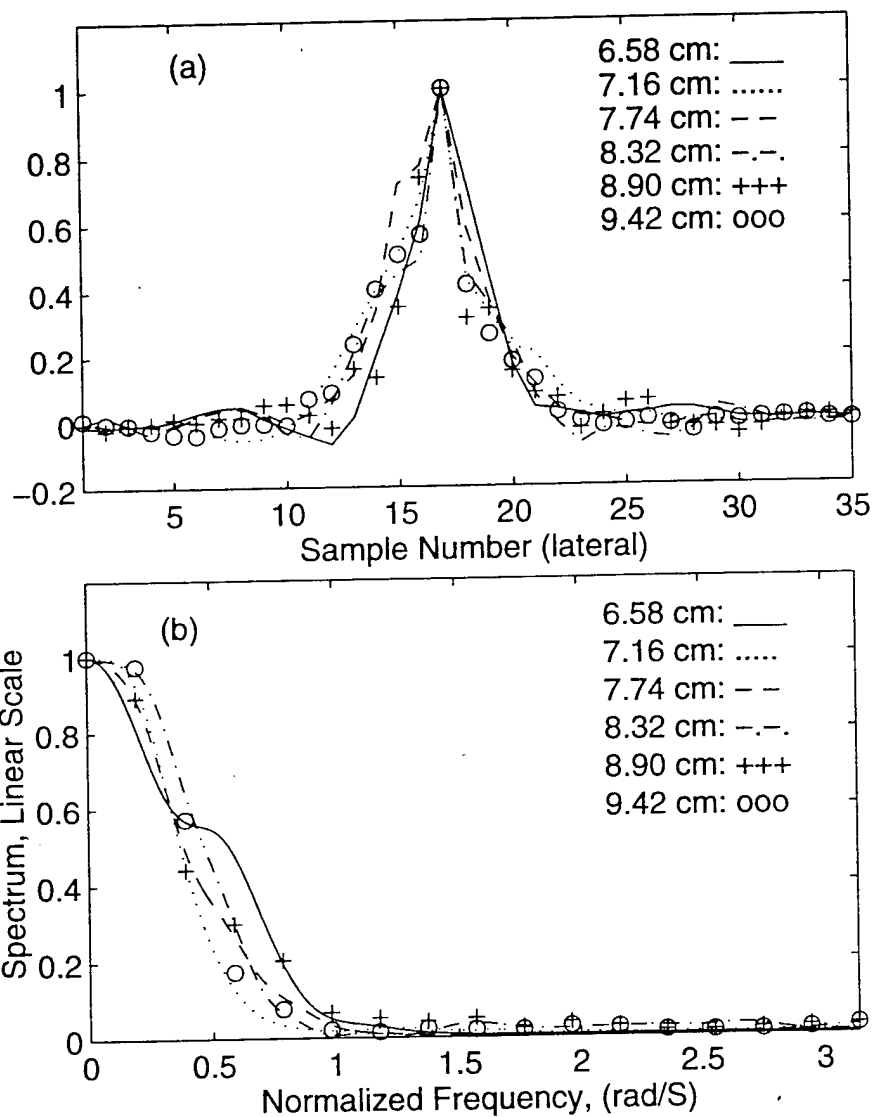 (a)
6.58 cm: ____
7.16 cm: ......
7.74 cm: – –
8.32 cm: –.–.
8.90 cm: +++
9.42 cm: ooo
1
0.8
0.6
0.4
0.2
0
−0.2
5 10 15 20 25 30 35
Sample Number (lateral)
(b)
6.58 cm: ____
7.16 cm: .....
7.74 cm: – –
8.32 cm: –.–.
8.90 cm: +++
9.42 cm: ooo
Spectrum, Linear Scale
1
0.8
0.6
0.4
0.2
0
0 0.5 1 1.5 2 2.5 3
Normalized Frequency, (rad/S)